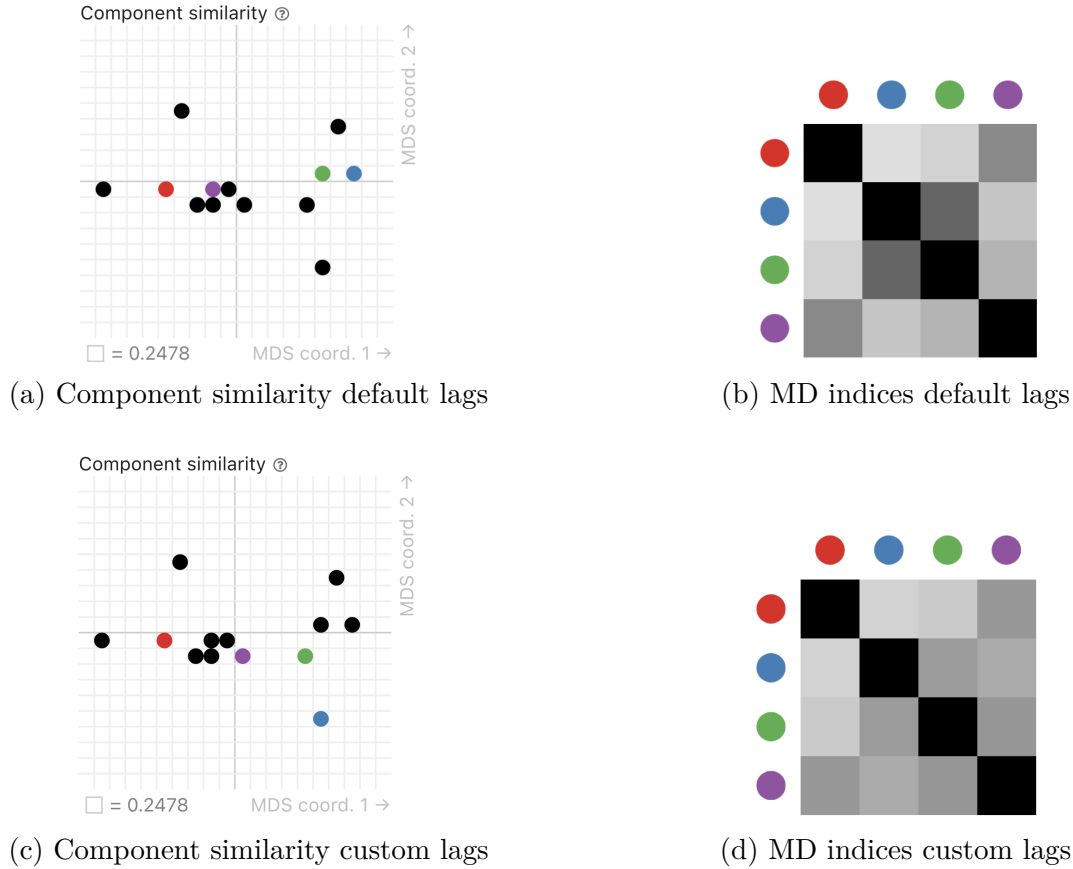 Component similarity ?
MDS coord. 2 →
= 0.2478
MDS coord. 1 →
(a) Component similarity default lags
(b) MD indices default lags
Component similarity ?
MDS coord. 2 →
= 0.2478
MDS coord. 1 →
(c) Component similarity custom lags
(d) MD indices custom lags